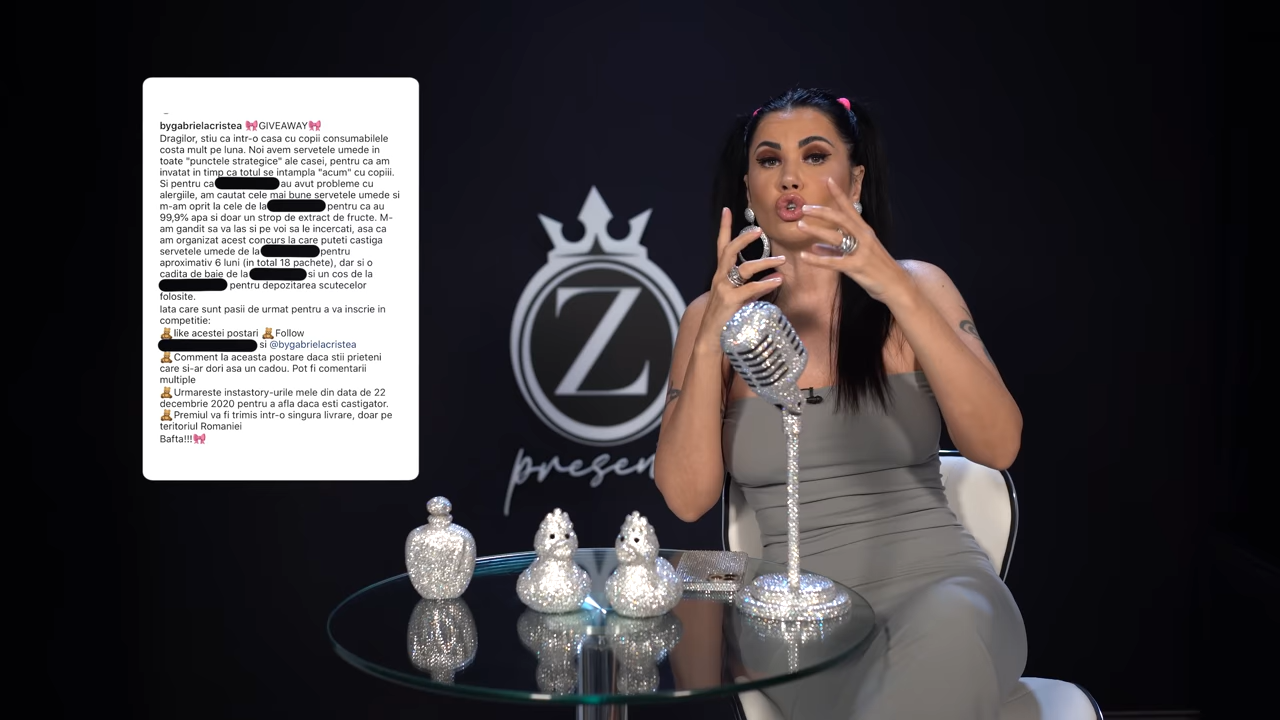 bygabrielacristea 🎀GIVEAWAY🎀
Dragilor, stiu ca intr-o casa cu copii consumabilele
costa mult pe luna. Noi avem servetele umede in
toate "punctele strategice" ale casei, pentru ca am
invatat in timp ca totul se intampla "acum" cu copiii.
Si pentru ca au avut probleme cu
alergiile, am cautat cele mai bune servetele umede si
m-am oprit la cele de la pentru ca au
99,9% apa si doar un strop de extract de fructe. M-
am gandit sa va las si pe voi sa le incercati, asa ca
am organizat acest concurs la care puteti castiga
servetele umede de la pentru
aproximativ 6 luni (in total 18 pachete), dar si o
cadita de baie de la si un cos de la
pentru depozitarea scutecelor
folosite.
Iata care sunt pasii de urmat pentru a va inscrie in
competitie:
🧸like acestei postari 🧸Follow
si @bygabrielacristea
🧸Comment la aceasta postare daca stii prieteni
care si-ar dori asa un cadou. Pot fi comentarii
multiple
🧸Urmareste instastory-urile mele din data de 22
decembrie 2020 pentru a afla daca esti castigator.
🧸Premiul va fi trimis intr-o singura livrare, doar pe
teritoriul Romaniei
Bafta!!!🎀
Z